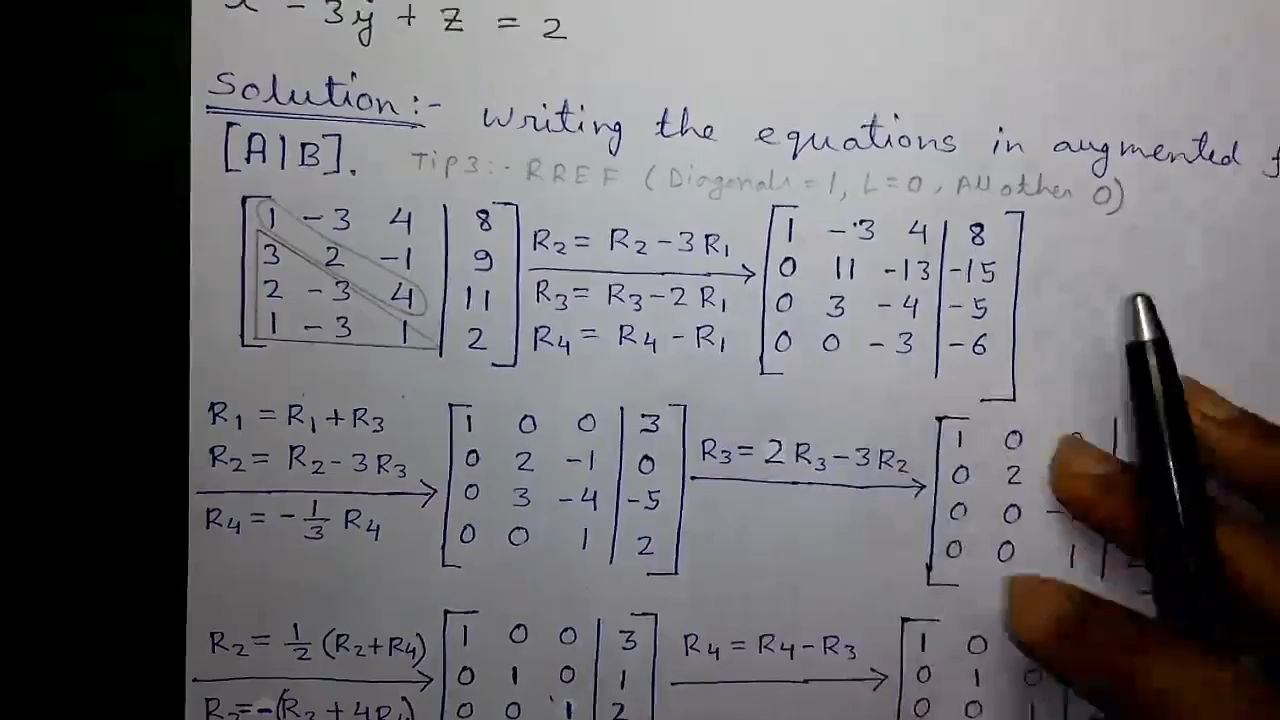 x - 3y + z = 2
Solution:- Writing the equations in augmented
[A|B]. Tip3:- RREF (Diagonals = 1, L=0, All other 0)
1 -3 4 | 8
3 2 -1 | 9
2 -3 4 | 11
1 -3 1 | 2
R2 = R2 - 3R1
R3 = R3 - 2R1
R4 = R4 - R1
1 -3 4 | 8
0 11 -13 | -15
0 3 -4 | -5
0 0 -3 | -6
R1 = R1 + R3
R2 = R2 - 3R3
R4 = -1/3 R4
1 0 0 | 3
0 2 -1 | 0
0 3 -4 | -5
0 0 1 | 2
R3 = 2R3 - 3R2
1 0
0 2
0 0
0 0 1
R2 = 1/2 (R2 + R4)
1 0 0 | 3
0 1 0 | 1
0 0 1 | 2
R4 = R4 - R3
1 0
0 1 0
0 0 1